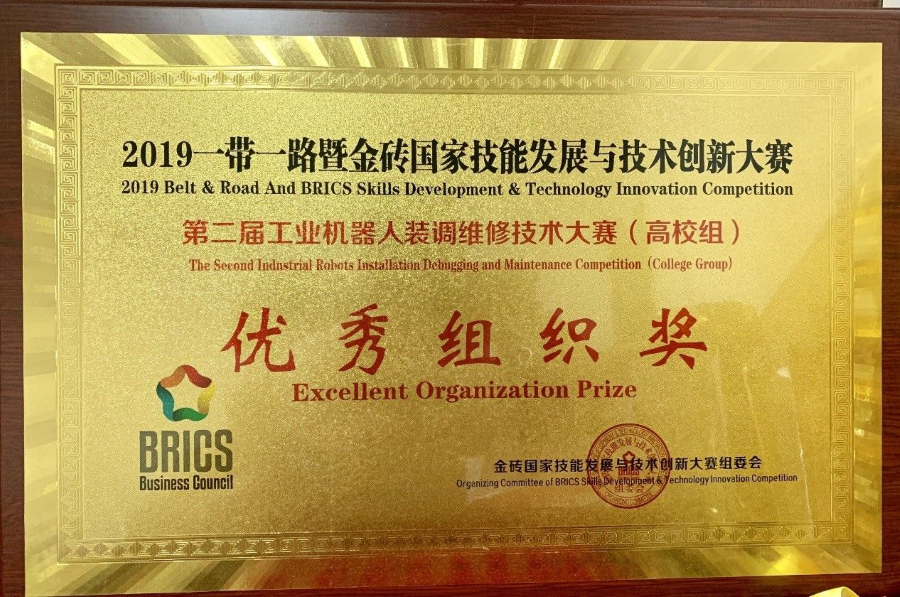 2019一带一路暨金砖国家技能发展与技术创新大赛
2019 Belt & Road And BRICS Skills Development & Technology Innovation Competition
第二届工业机器人装调维修技术大赛（高校组）
The Second Industrial Robots Installation Debugging and Maintenance Competition (College Group)
优秀组织奖
Excellent Organization Prize
BRICS
Business Council
金砖国家技能发展与技术创新大赛组委会
Organizing Committee of BRICS Skills Development & Technology Innovation Competition
组委会